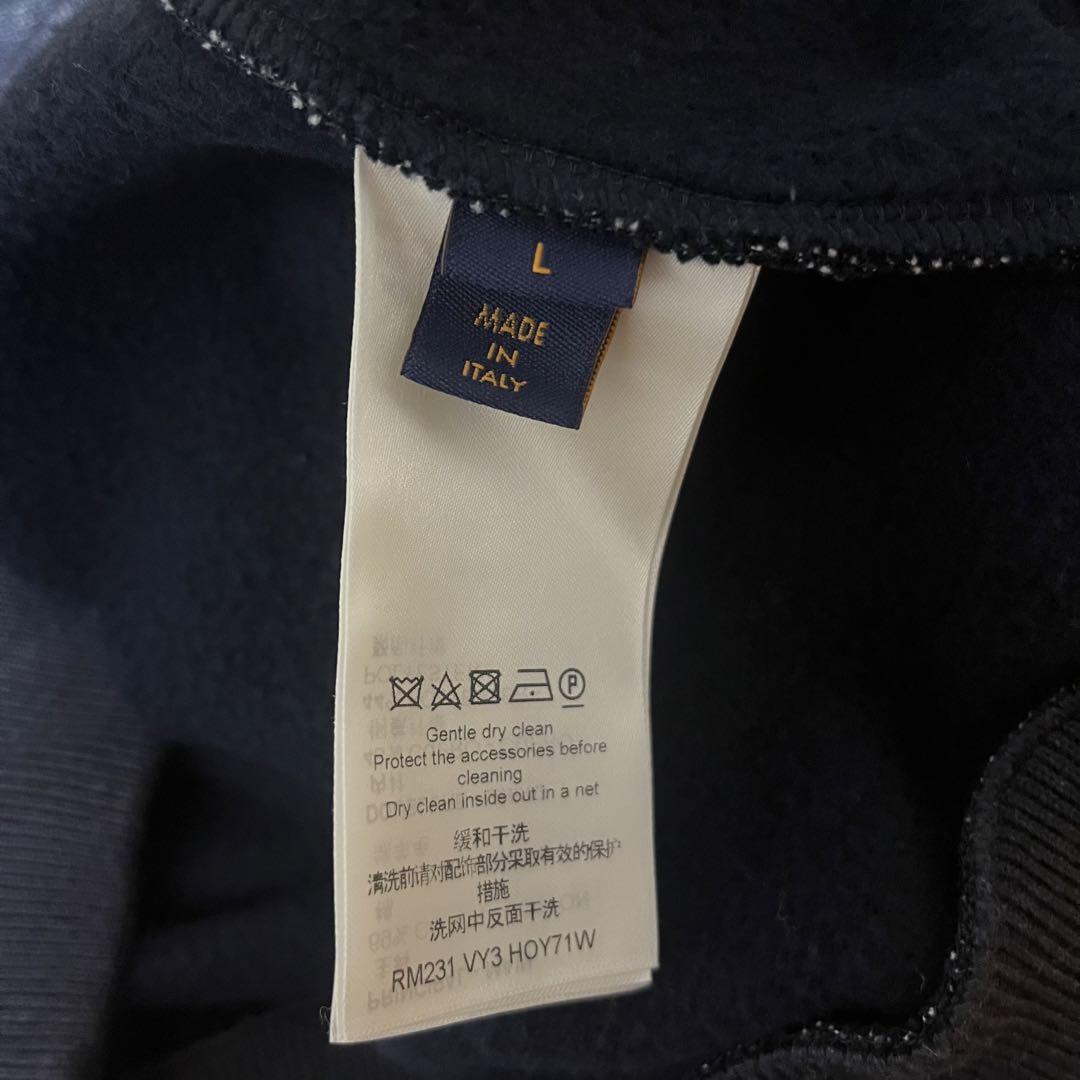 L
MADE
IN
ITALY
P
Gentle dry clean
Protect the accessories before
cleaning
Dry clean inside out in a net
缓和干洗
清洗前请对配饰部分采取有效的保护
措施
洗网中反面干洗
RM231 VY3 HOY71W